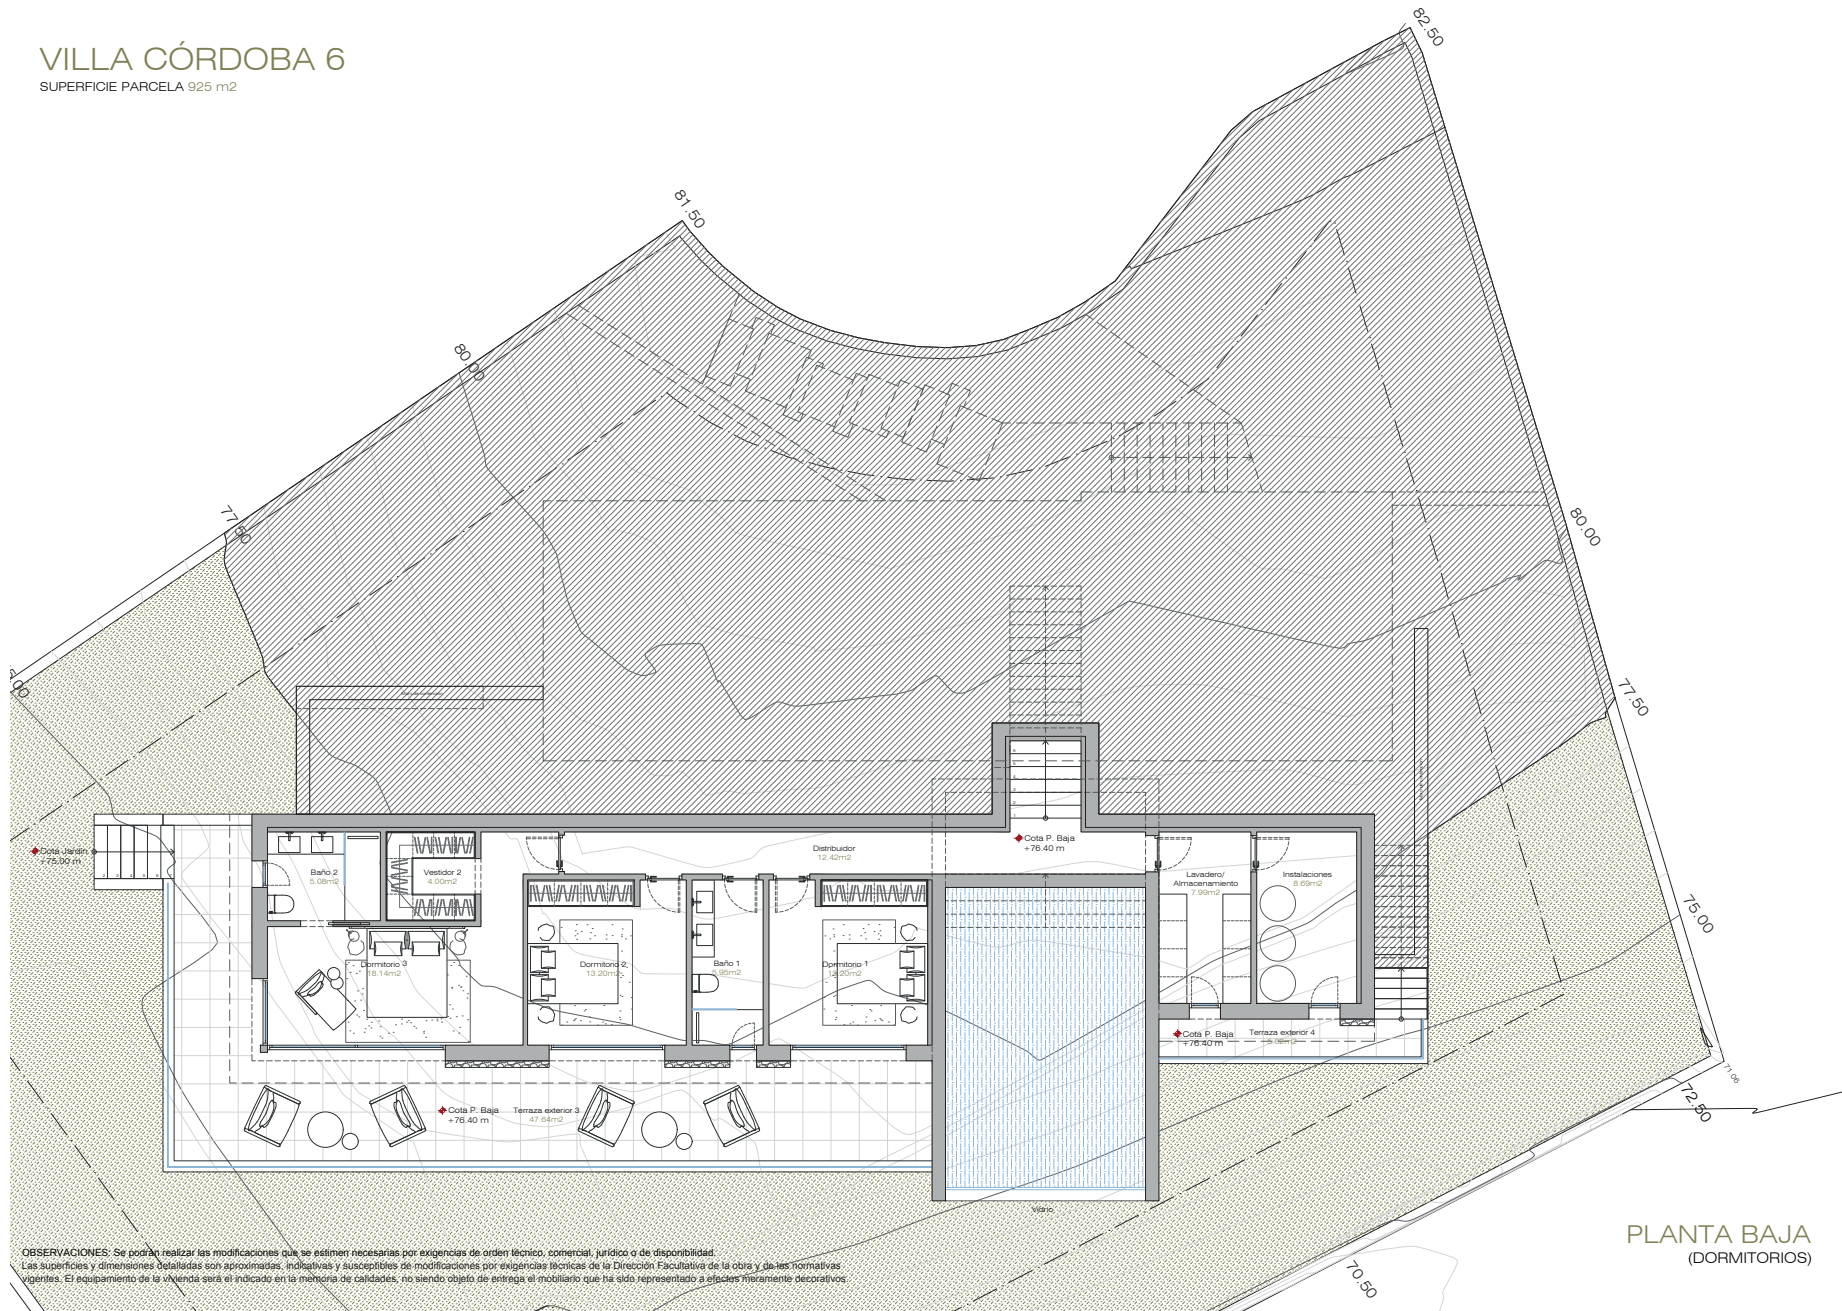 VILLA CÓRDOBA 6
SUPERFICIE PARCELA 925 m2
82.50
81.50
80.00
77.50
80.00
77.50
75.00
72.50
71.06
70.50
Cota Jardín
+75.00 m
Baño 2
5.08m2
Vestidor 2
4.00m2
Distribuidor
12.42m2
Cota P. Baja
+76.40 m
Lavadero/
Almacenamiento
7.99m2
Instalaciones
8.69m2
Dormitorio 3
18.14m2
Dormitorio 2
13.20m2
Baño 1
5.95m2
Dormitorio 1
Cota P. Baja
+76.40 m
Terraza exterior 4
Cota P. Baja
+76.40 m
Terraza exterior 3
47.64m2
Vidrio
PLANTA BAJA
(DORMITORIOS)
OBSERVACIONES: Se podrán realizar las modificaciones que se estimen necesarias por exigencias de orden técnico, comercial, jurídico o de disponibilidad.
Las superficies y dimensiones detalladas son aproximadas, indicativas y susceptibles de modificaciones por exigencias técnicas de la Dirección Facultativa de la obra y de las normativas
vigentes. El equipamiento de la vivienda será el indicado en la memoria de calidades, no siendo objeto de entrega el mobiliario que ha sido representado a efectos meramente decorativos.